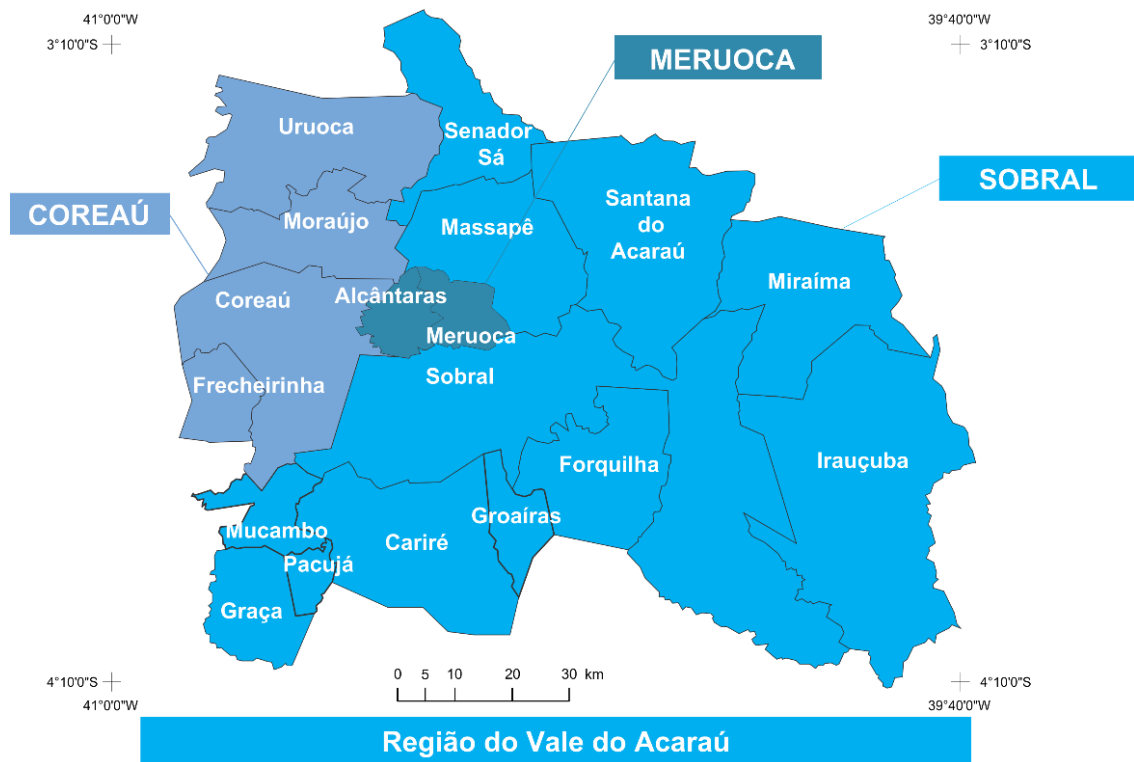 41°0'0"W
39°40'0"W
3°10'0"S
3°10'0"S
MERUOCA
Uruoca
Senador
Sá
SOBRAL
Santana
do
Acaraú
COREAÚ
Moraújo
Massapê
Miraíma
Coreaú
Alcântaras
Meruoca
Frecheirinha
Sobral
Forquilha
Irauçuba
Mucambo
Groaíras
Cariré
Pacujá
Graça
0 5 10 20 30 km
4°10'0"S
4°10'0"S
41°0'0"W
39°40'0"W
Região do Vale do Acaraú